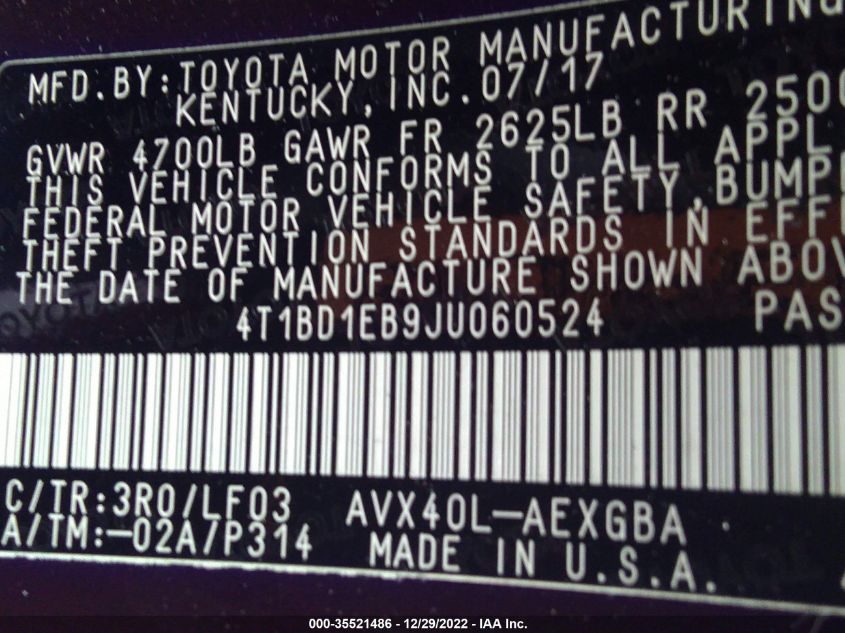 MFD.BY:TOYOTA MOTOR MANUFACTURING
KENTUCKY,INC.07/17
GVWR 4700LB GAWR FR 2625LB RR 2500
THIS VEHICLE CONFORMS TO ALL APPL
FEDERAL MOTOR VEHICLE SAFETY,BUMP
THEFT PREVENTION STANDARDS IN EFF
THE DATE OF MANUFACTURE SHOWN ABOV
4T1BD1EB9JU060524 PAS
C/TR:3R0/LF03 AVX40L-AEXGBA
A/TM:-02A/P314 MADE IN U.S.A.
000-35521486 - 12/29/2022 - IAA Inc.